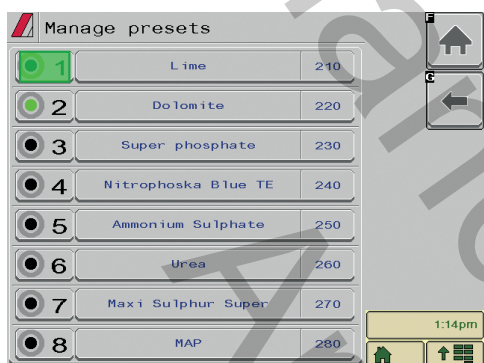 Manage presets
F
1 Lime 210
G
2 Dolomite 220
3 Super phosphate 230
4 Nitrophoska Blue TE 240
5 Ammonium Sulphate 250
6 Urea 260
7 Maxi Sulphur Super 270
1:14pm
8 MAP 280